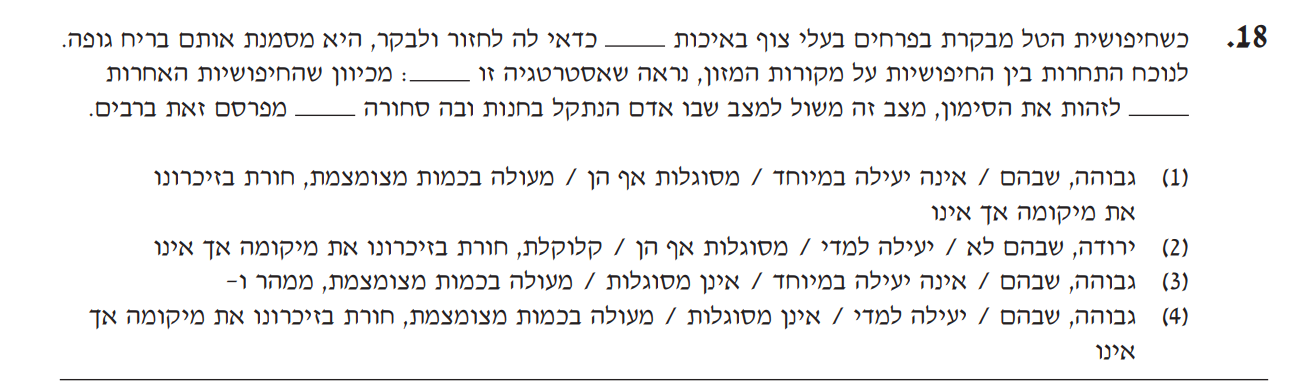 18. כשחיפושית הטל מבקרת בפרחים בעלי צוף באיכות _____ כדאי לה לחזור ולבקר, היא מסמנת אותם בריח גופה.
לנוכח התחרות בין החיפושיות על מקורות המזון, נראה שאסטרטגיה זו _____: מכיוון שהחיפושיות האחרות
_____ לזהות את הסימון, מצב זה משול למצב שבו אדם הנתקל בחנות ובה סחורה _____ מפרסם זאת ברבים.
(1) גבוהה, שבהם / אינה יעילה במיוחד / מסוגלות אף הן / מעולה בכמות מצומצמת, חורת בזיכרונו
את מיקומה אך אינו
(2) ירודה, שבהם לא / יעילה למדי / מסוגלות אף הן / קלוקלת, חורת בזיכרונו את מיקומה אך אינו
(3) גבוהה, שבהם / אינה יעילה במיוחד / אינן מסוגלות / מעולה בכמות מצומצמת, ממהר ו-
(4) גבוהה, שבהם / יעילה למדי / אינן מסוגלות / מעולה בכמות מצומצמת, חורת בזיכרונו את מיקומה אך
אינו